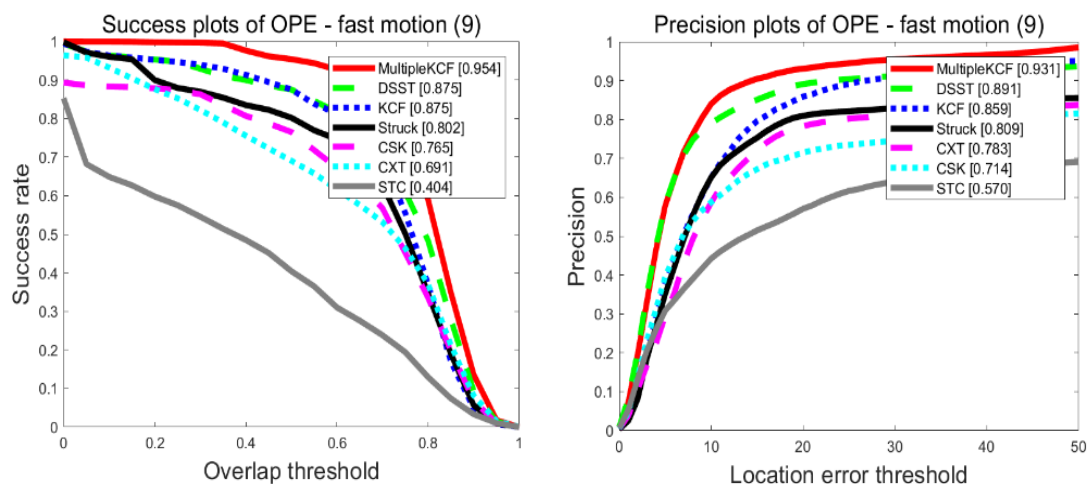 Success plots of OPE - fast motion (9)
1
0.9
0.8
0.7
0.6
0.5
0.4
0.3
0.2
0.1
0
Success rate
MultipleKCF [0.954]
DSST [0.875]
KCF [0.875]
Struck [0.802]
CSK [0.765]
CXT [0.691]
STC [0.404]
0 0.2 0.4 0.6 0.8 1
Overlap threshold
Precision plots of OPE - fast motion (9)
1
0.9
0.8
0.7
0.6
0.5
0.4
0.3
0.2
0.1
0
Precision
MultipleKCF [0.931]
DSST [0.891]
KCF [0.859]
Struck [0.809]
CXT [0.783]
CSK [0.714]
STC [0.570]
0 10 20 30 40 50
Location error threshold